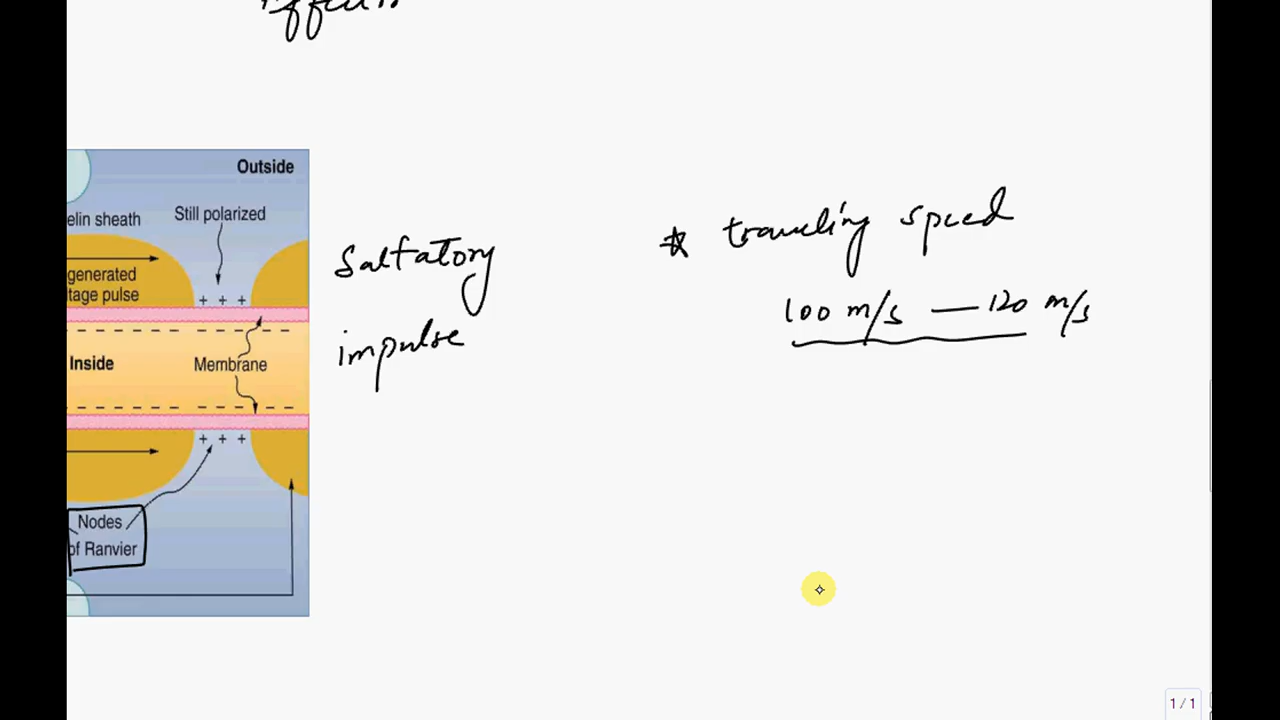 Outside
elin sheath
Still polarized
generated
tage pulse
+ + +
Inside
Membrane
+ + +
Nodes
of Ranvier
Saltatory
impulse
* traveling speed
100 m/s — 120 m/s
1 / 1